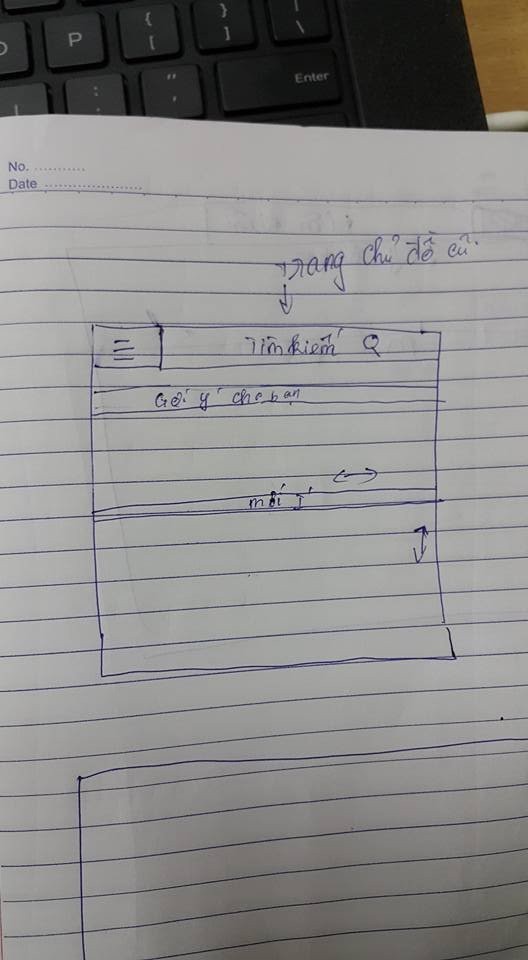 P
{
[
}
]
|
\
:
;
"
'
Enter
No. ...........
Date ......................
Trang chủ đồ cũ.
Tìm kiếm
Gợi ý cho bạn
mới